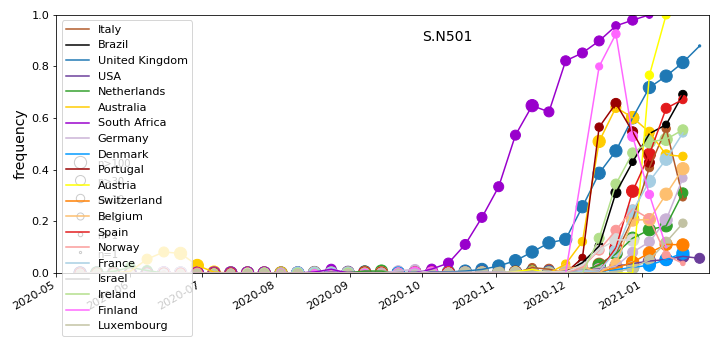 S.N501
frequency
1.0
0.8
0.6
0.4
0.2
0.0
Italy
Brazil
United Kingdom
USA
Netherlands
Australia
South Africa
Germany
Denmark
Portugal
Austria
Switzerland
Belgium
Spain
Norway
France
Israel
Ireland
Finland
Luxembourg
n=1
2020-05
2020-07
2020-08
2020-09
2020-10
2020-11
2020-12
2021-01